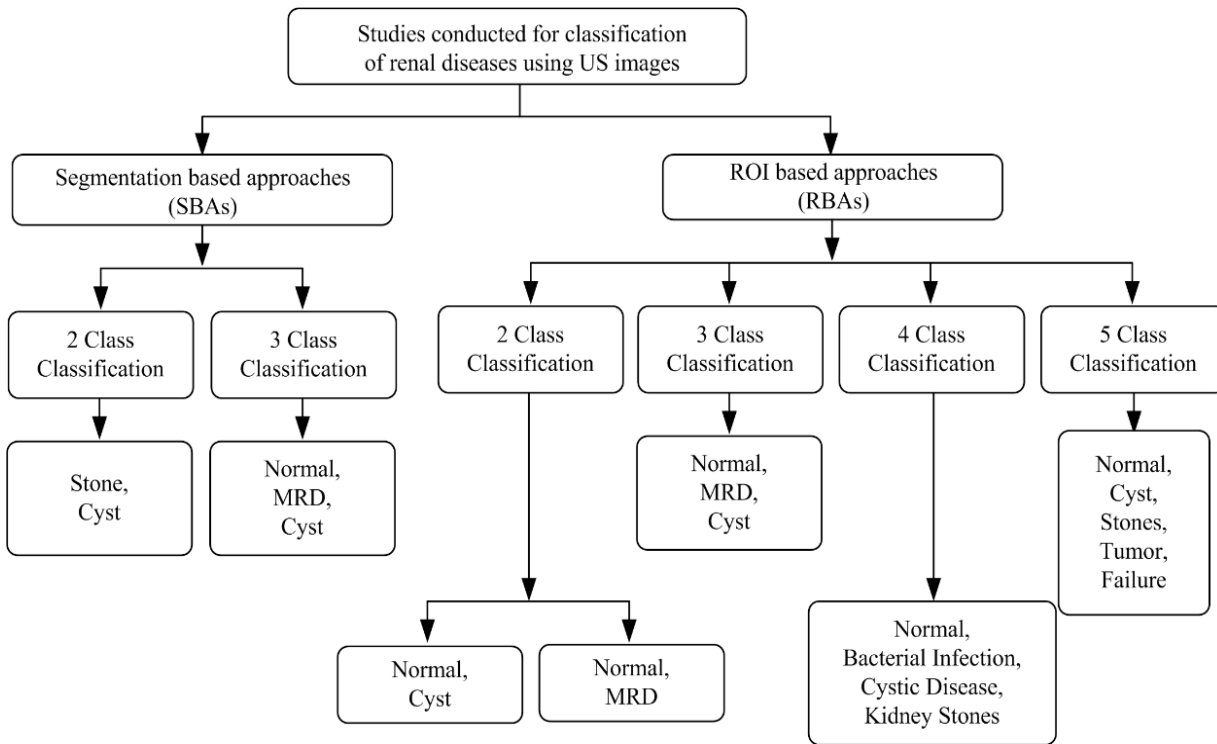 Studies conducted for classification
of renal diseases using US images
Segmentation based approaches
(SBAs)
ROI based approaches
(RBAs)
2 Class
Classification
3 Class
Classification
2 Class
Classification
3 Class
Classification
4 Class
Classification
5 Class
Classification
Stone,
Cyst
Normal,
MRD,
Cyst
Normal,
MRD,
Cyst
Normal,
Cyst,
Stones,
Tumor,
Failure
Normal,
Cyst
Normal,
MRD
Normal,
Bacterial Infection,
Cystic Disease,
Kidney Stones